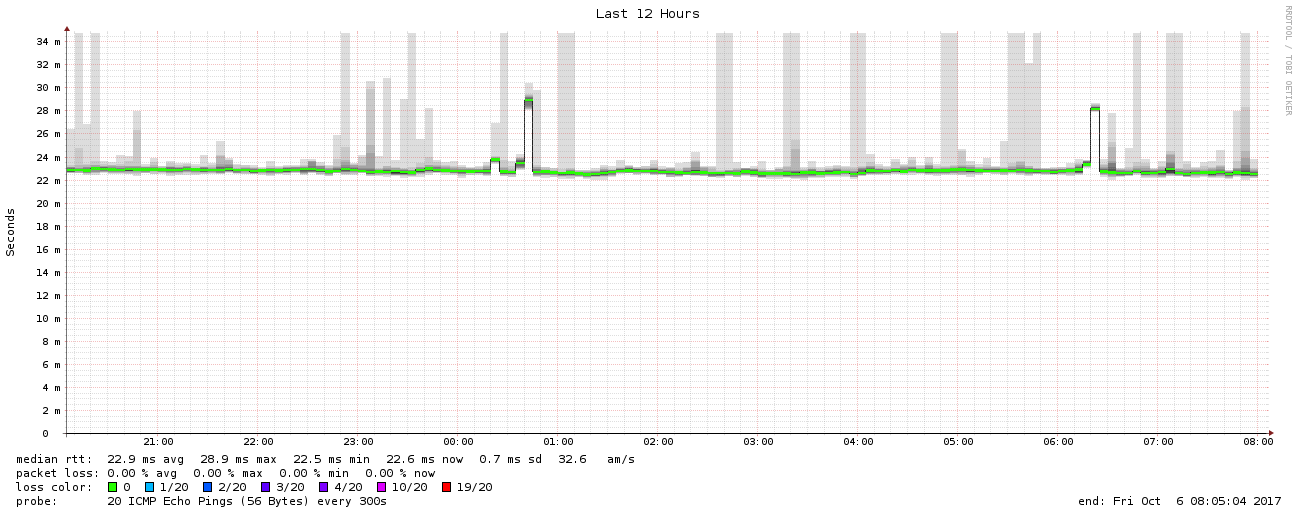 Last 12 Hours
RRDTOOL / TOBI OETIKER
Seconds
34 m
32 m
30 m
28 m
26 m
24 m
22 m
20 m
18 m
16 m
14 m
12 m
10 m
8 m
6 m
4 m
2 m
0
21:00 22:00 23:00 00:00 01:00 02:00 03:00 04:00 05:00 06:00 07:00 08:00
median rtt: 22.9 ms avg 28.9 ms max 22.5 ms min 22.6 ms now 0.7 ms sd 32.6 am/s
packet loss: 0.00 % avg 0.00 % max 0.00 % min 0.00 % now
loss color: 0 1/20 2/20 3/20 4/20 10/20 19/20
probe: 20 ICMP Echo Pings (56 Bytes) every 300s end: Fri Oct 6 08:05:04 2017